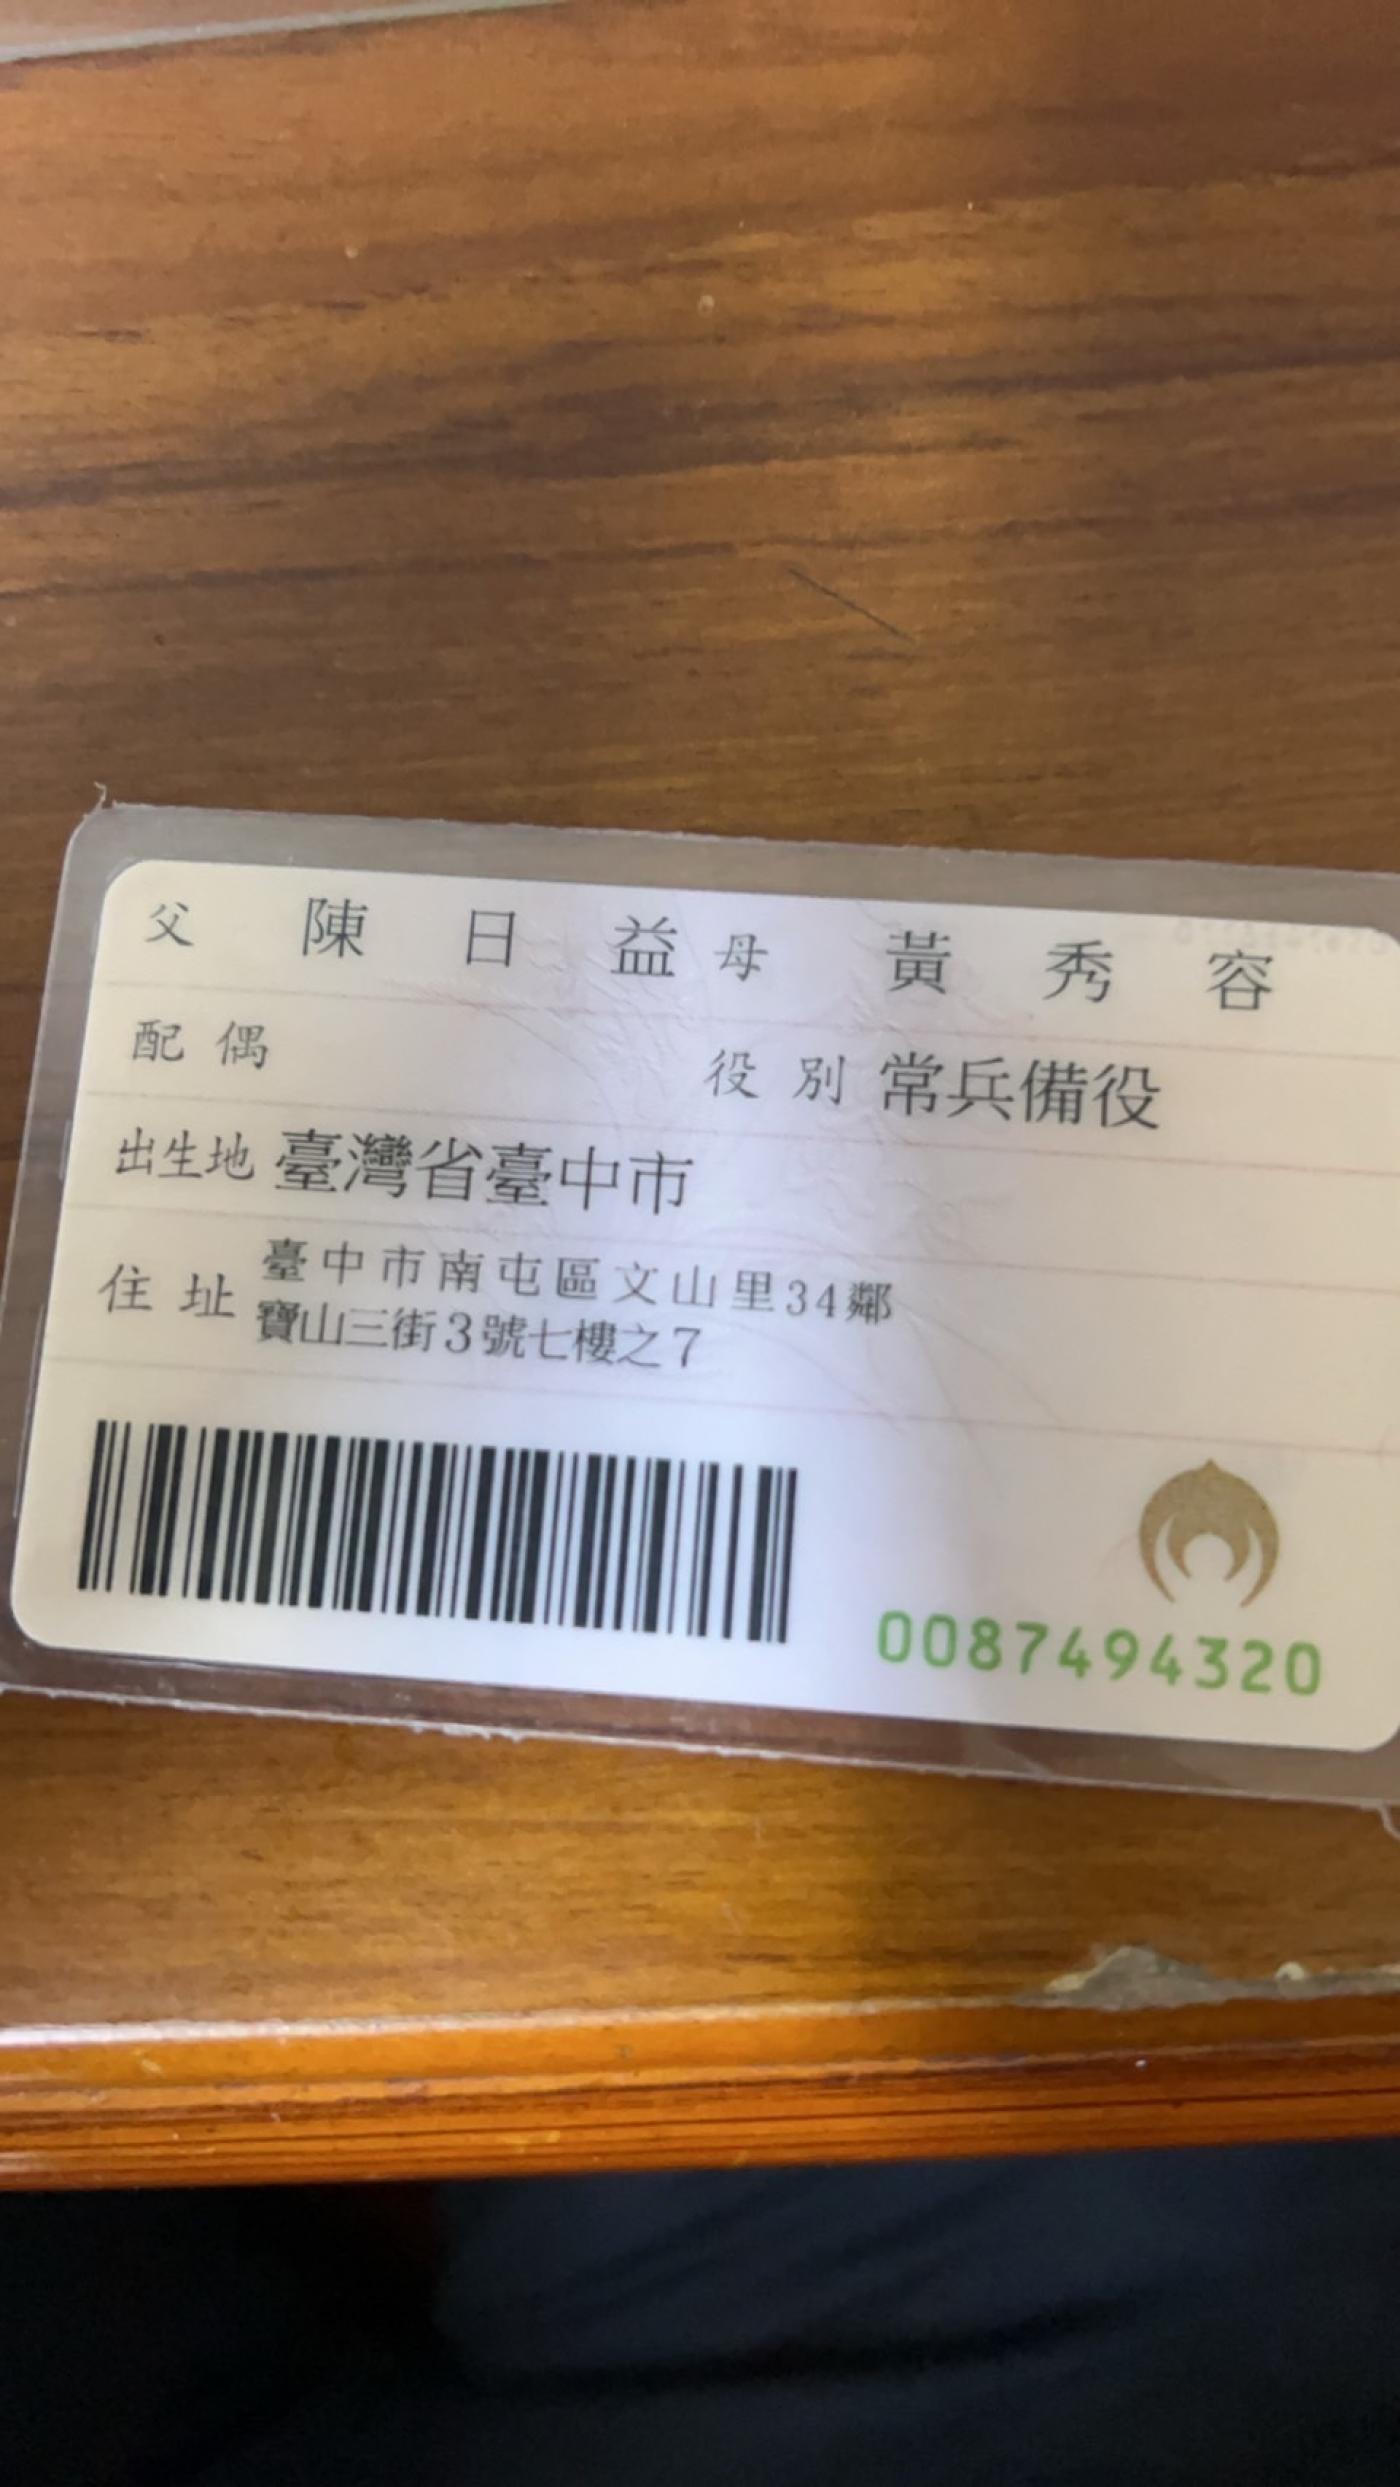 父 陳日益 母 黃秀容
配偶 役別 常兵備役
出生地 臺灣省臺中市
住址 臺中市南屯區文山里34鄰
寶山三街3號七樓之7
0087494320